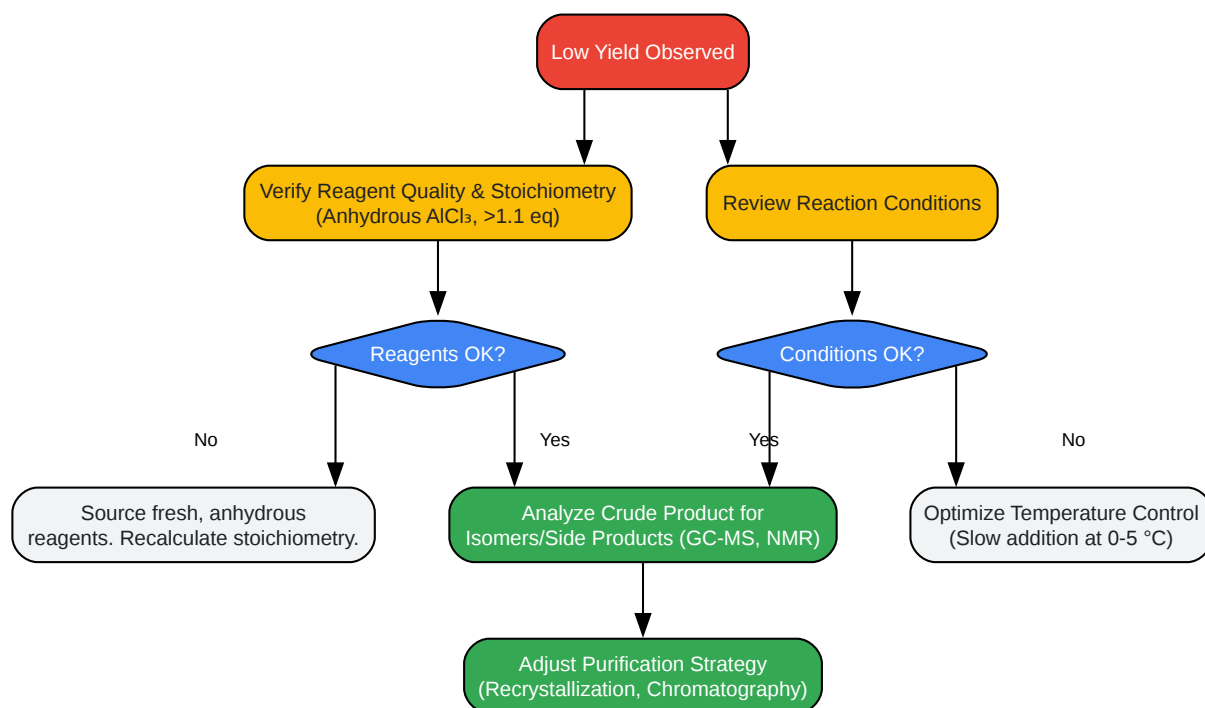 Low Yield Observed
Verify Reagent Quality & Stoichiometry
(Anhydrous AlCl₃, >1.1 eq)
Review Reaction Conditions
Reagents OK?
Conditions OK?
No
Yes
Yes
No
Source fresh, anhydrous
reagents. Recalculate stoichiometry.
Analyze Crude Product for
Isomers/Side Products (GC-MS, NMR)
Optimize Temperature Control
(Slow addition at 0-5 °C)
Adjust Purification Strategy
(Recrystallization, Chromatography)